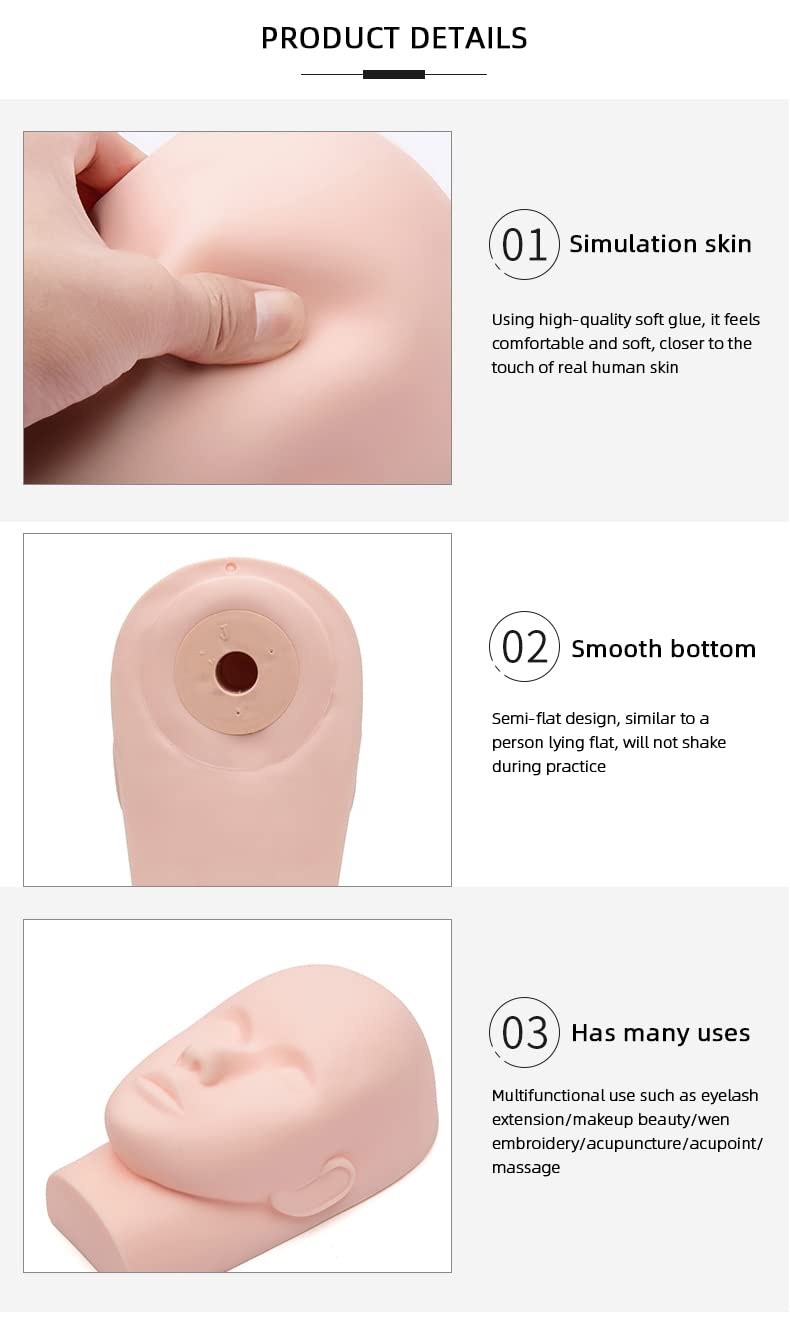 PRODUCT DETAILS
01 Simulation skin
Using high-quality soft glue, it feels
comfortable and soft, closer to the
touch of real human skin
02 Smooth bottom
Semi-flat design, similar to a
person lying flat, will not shake
during practice
03 Has many uses
Multifunctional use such as eyelash
extension/makeup beauty/wen
embroidery/acupuncture/acupoint/
massage